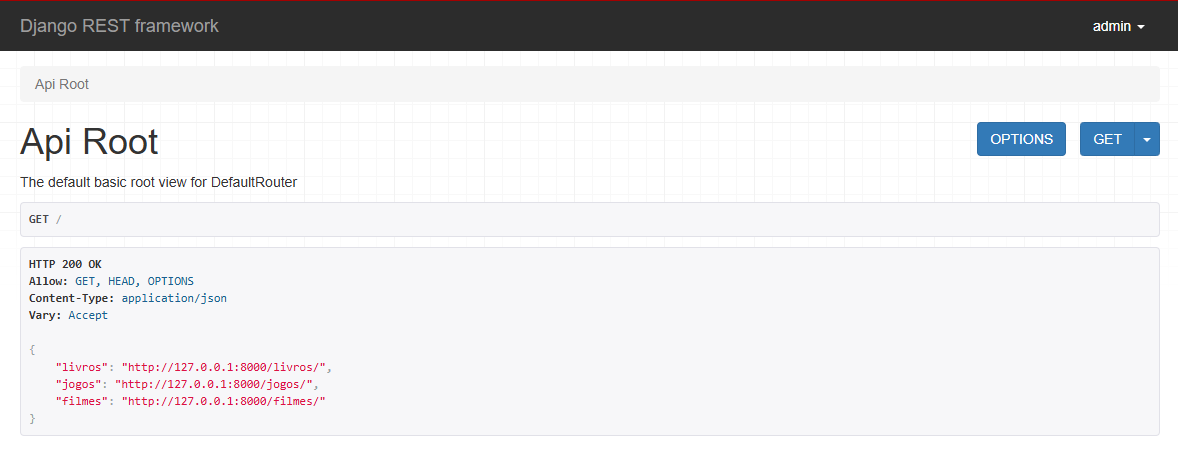 Django REST framework
admin
Api Root
Api Root
OPTIONS
GET
The default basic root view for DefaultRouter
GET /
HTTP 200 OK
Allow: GET, HEAD, OPTIONS
Content-Type: application/json
Vary: Accept
{
    "livros": "http://127.0.0.1:8000/livros/",
    "jogos": "http://127.0.0.1:8000/jogos/",
    "filmes": "http://127.0.0.1:8000/filmes/"
}